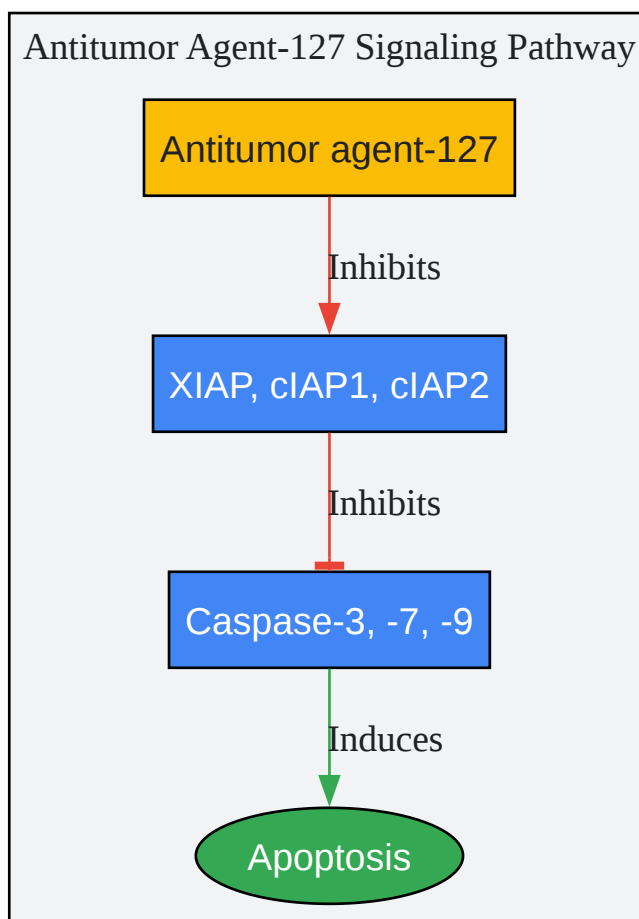 Antitumor Agent-127 Signaling Pathway
Antitumor agent-127
Inhibits
XIAP, cIAP1, cIAP2
Inhibits
Caspase-3, -7, -9
Induces
Apoptosis